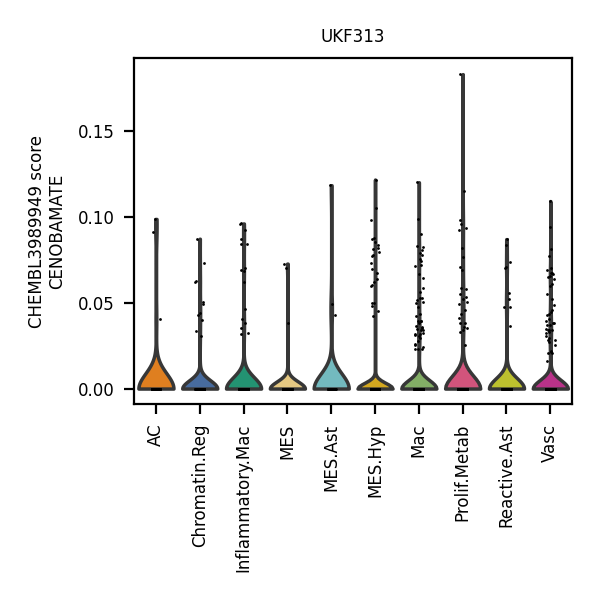 UKF313
CHEMBL3989949 score
CENOBAMATE
0.15
0.10
0.05
0.00
AC
Chromatin.Reg
Inflammatory.Mac
MES
MES.Ast
MES.Hyp
Mac
Prolif.Metab
Reactive.Ast
Vasc